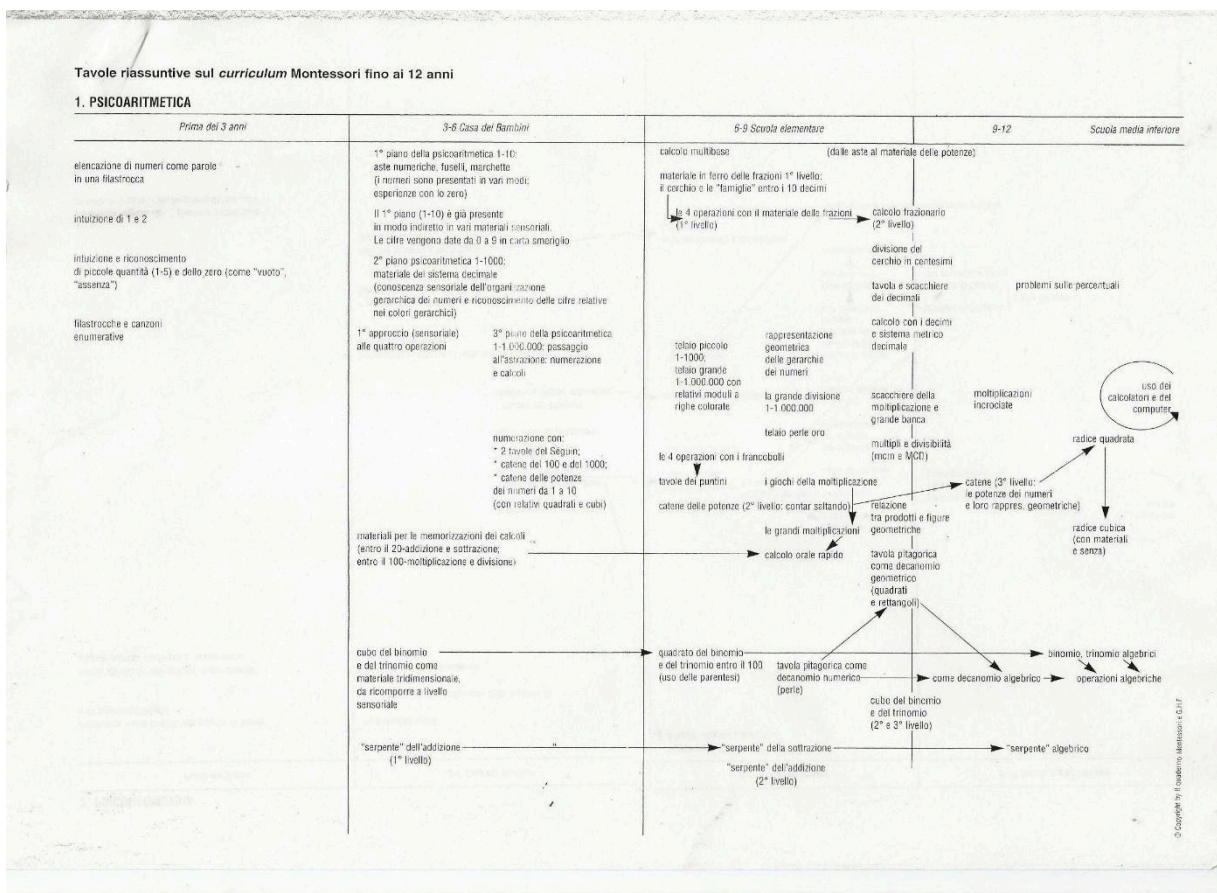 Tavole riassuntive sul curriculum Montessori fino ai 12 anni
1. PSICOARITMETICA
Prima dei 3 anni
3-6 Casa dei Bambini
6-9 Scuola elementare
9-12
Scuola media inferiore
elencazione di numeri come parole
in una filastrocca
intuizione di 1 e 2
intuizione e riconoscimento
di piccole quantità (1-5) e dello zero (come "vuoto",
"assenza")
filastrocche e canzoni
enumerative
1° piano della psicoaritmetica 1-10:
aste numeriche, fuselli, marchette
(i numeri sono presentati in vari modi;
esperienze con lo zero)
Il 1° piano (1-10) è già presente
in modo indiretto in vari materiali sensoriali.
Le cifre vengono date da 0 a 9 in carta smeriglio
2° piano psicoaritmetica 1-1000:
materiale del sistema decimale
(conoscenza sensoriale dell'organizzazione
gerarchica dei numeri e riconoscimento delle cifre relative
nei colori gerarchici)
1° approccio (sensoriale)
alle quattro operazioni
3° piano della psicoaritmetica
1-1.000.000: passaggio
all'astrazione: numerazione
e calcoli
numerazione con:
* 2 tavole del Séguin;
* catene del 100 e del 1000;
* catene delle potenze
dei numeri da 1 a 10
(con relativi quadrati e cubi)
materiali per le memorizzazioni dei calcoli
(entro il 20-addizione e sottrazione;
entro il 100-moltiplicazione e divisione)
cubo del binomio
e del trinomio come
materiale tridimensionale,
da ricomporre a livello
sensoriale
"serpente" dell'addizione
(1° livello)
"
calcolo multibase
(dalle aste al materiale delle potenze)
materiale in ferro delle frazioni 1° livello:
il cerchio e le "famiglie" entro i 10 decimi
le 4 operazioni con il materiale delle frazioni
(1° livello)
calcolo frazionario
(2° livello)
divisione del
cerchio in centesimi
tavola e scacchiere
dei decimali
problemi sulle percentuali
calcolo con i decimi
e sistema metrico
decimale
telaio piccolo
1-1000;
telaio grande
1-1.000.000 con
relativi moduli a
righe colorate
rappresentazione
geometrica
delle gerarchie
dei numeri
la grande divisione
1-1.000.000
telaio perle oro
scacchiere della
moltiplicazione e
grande banca
moltiplicazioni
incrociate
uso dei
calcolatori e del
computer
multipli e divisibilità
(mcm e MCD)
radice quadrata
le 4 operazioni con i francobolli
tavole dei puntini
i giochi della moltiplicazione
catene (3° livello:
le potenze dei numeri
e loro rappres. geometriche)
catene delle potenze (2° livello: contar saltando)
relazione
tra prodotti e figure
geometriche
le grandi moltiplicazioni
radice cubica
(con materiali
e senza)
calcolo orale rapido
tavola pitagorica
come decanomio
geometrico
(quadrati
e rettangoli)
quadrato del binomio
e del trinomio entro il 100
(uso delle parentesi)
tavola pitagorica come
decanomio numerico
(perle)
come decanomio algebrico
binomio, trinomio algebrici
operazioni algebriche
cubo del binomio
e del trinomio
(2° e 3° livello)
"serpente" della sottrazione
"serpente" algebrico
"serpente" dell'addizione
(2° livello)
© Copyright by Il quaderno Montessori e G.H.F.